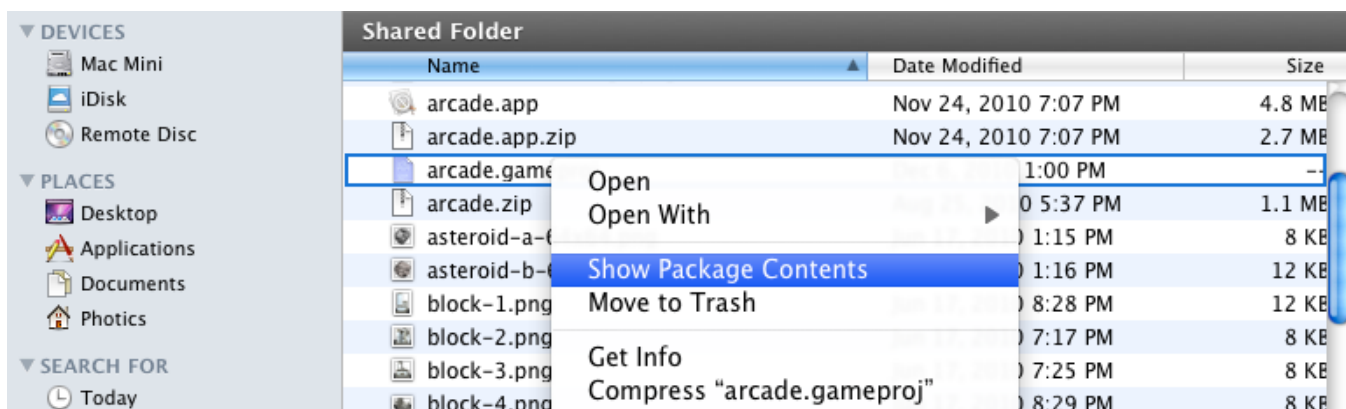 DEVICES
Mac Mini
iDisk
Remote Disc
PLACES
Desktop
Applications
Documents
Photics
SEARCH FOR
Today
Shared Folder
Name Date Modified Size
arcade.app Nov 24, 2010 7:07 PM 4.8 MB
arcade.app.zip Nov 24, 2010 7:07 PM 2.7 MB
arcade.game 1:00 PM --
arcade.zip 0 5:37 PM 1.1 MB
asteroid-a-6 1:15 PM 8 KB
asteroid-b-6 1:16 PM 12 KB
block-1.png 8:28 PM 12 KB
block-2.png 7:17 PM 8 KB
block-3.png 7:25 PM 8 KB
block-4.png 8:29 PM 8 KB
Open
Open With
Show Package Contents
Move to Trash
Get Info
Compress “arcade.gameproj”